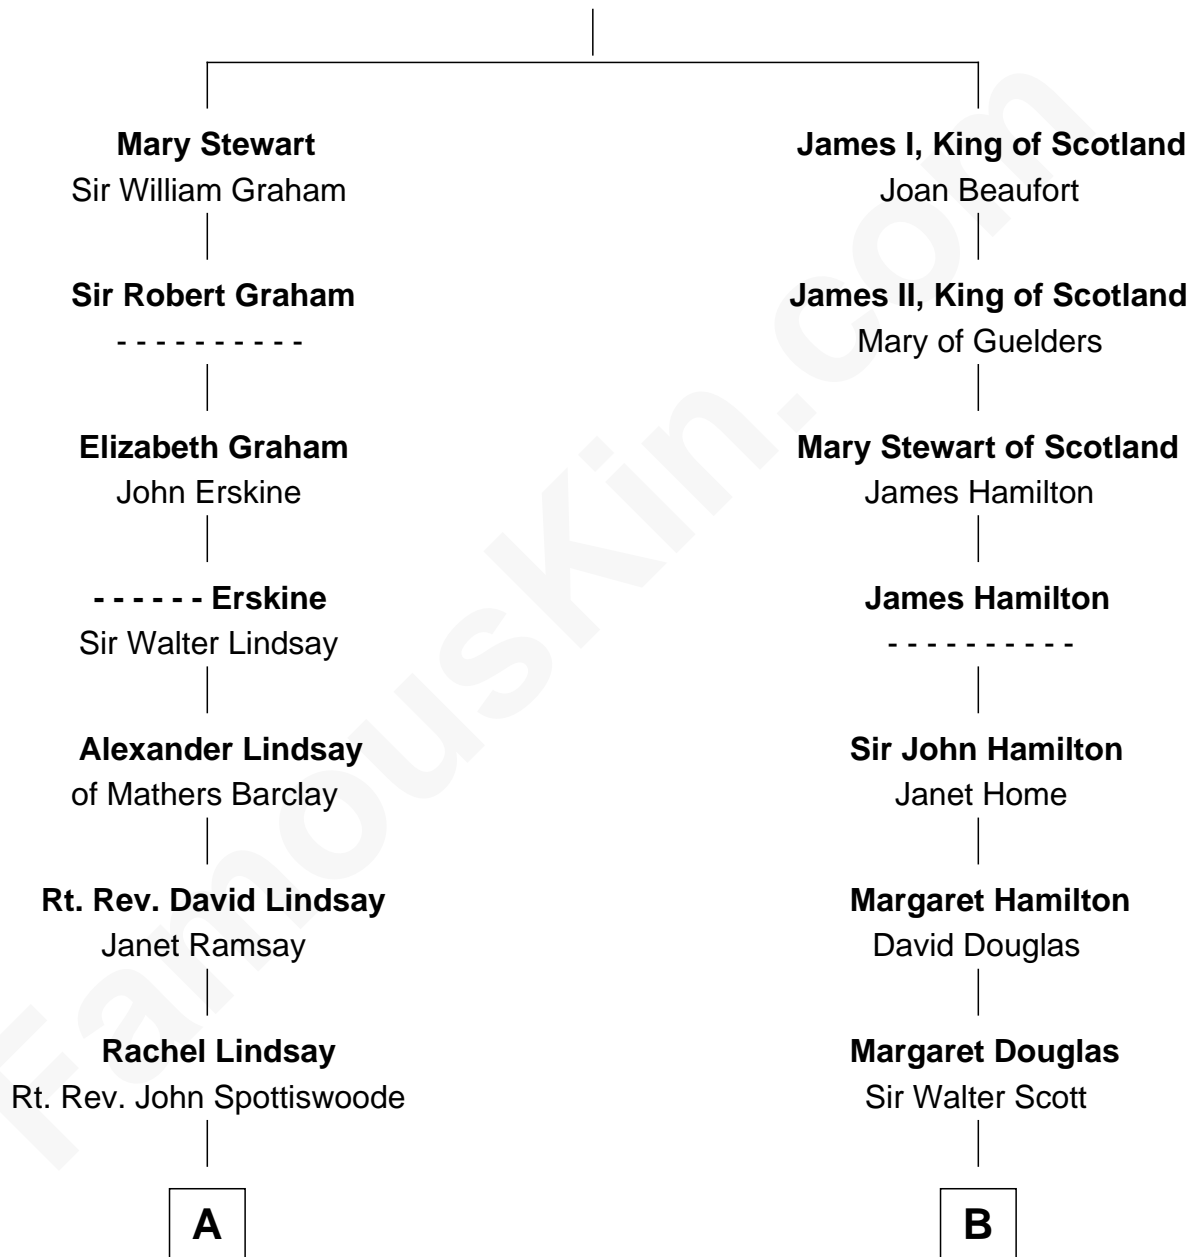 Mary Stewart
Sir William Graham
Sir Robert Graham
- - - - - - - - - -
Elizabeth Graham
John Erskine
- - - - - - Erskine
Sir Walter Lindsay
Alexander Lindsay
of Mathers Barclay
Rt. Rev. David Lindsay
Janet Ramsay
Rachel Lindsay
Rt. Rev. John Spottiswoode
A
James I, King of Scotland
Joan Beaufort
James II, King of Scotland
Mary of Guelders
Mary Stewart of Scotland
James Hamilton
James Hamilton
- - - - - - - - - -
Sir John Hamilton
Janet Home
Margaret Hamilton
David Douglas
Margaret Douglas
Sir Walter Scott
B
FamousKin.com